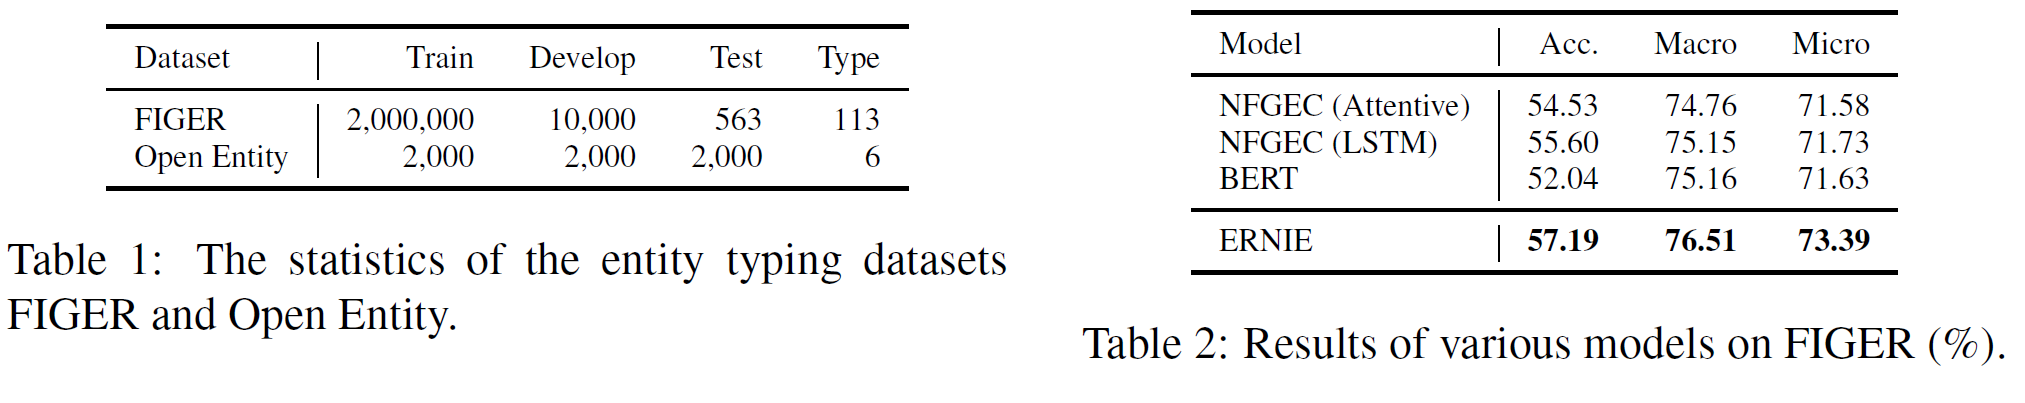 Dataset Train Develop Test Type
FIGER 2,000,000 10,000 563 113
Open Entity 2,000 2,000 2,000 6
Table 1: The statistics of the entity typing datasets
FIGER and Open Entity.
Model Acc. Macro Micro
NFGEC (Attentive) 54.53 74.76 71.58
NFGEC (LSTM) 55.60 75.15 71.73
BERT 52.04 75.16 71.63
ERNIE 57.19 76.51 73.39
Table 2: Results of various models on FIGER (%).